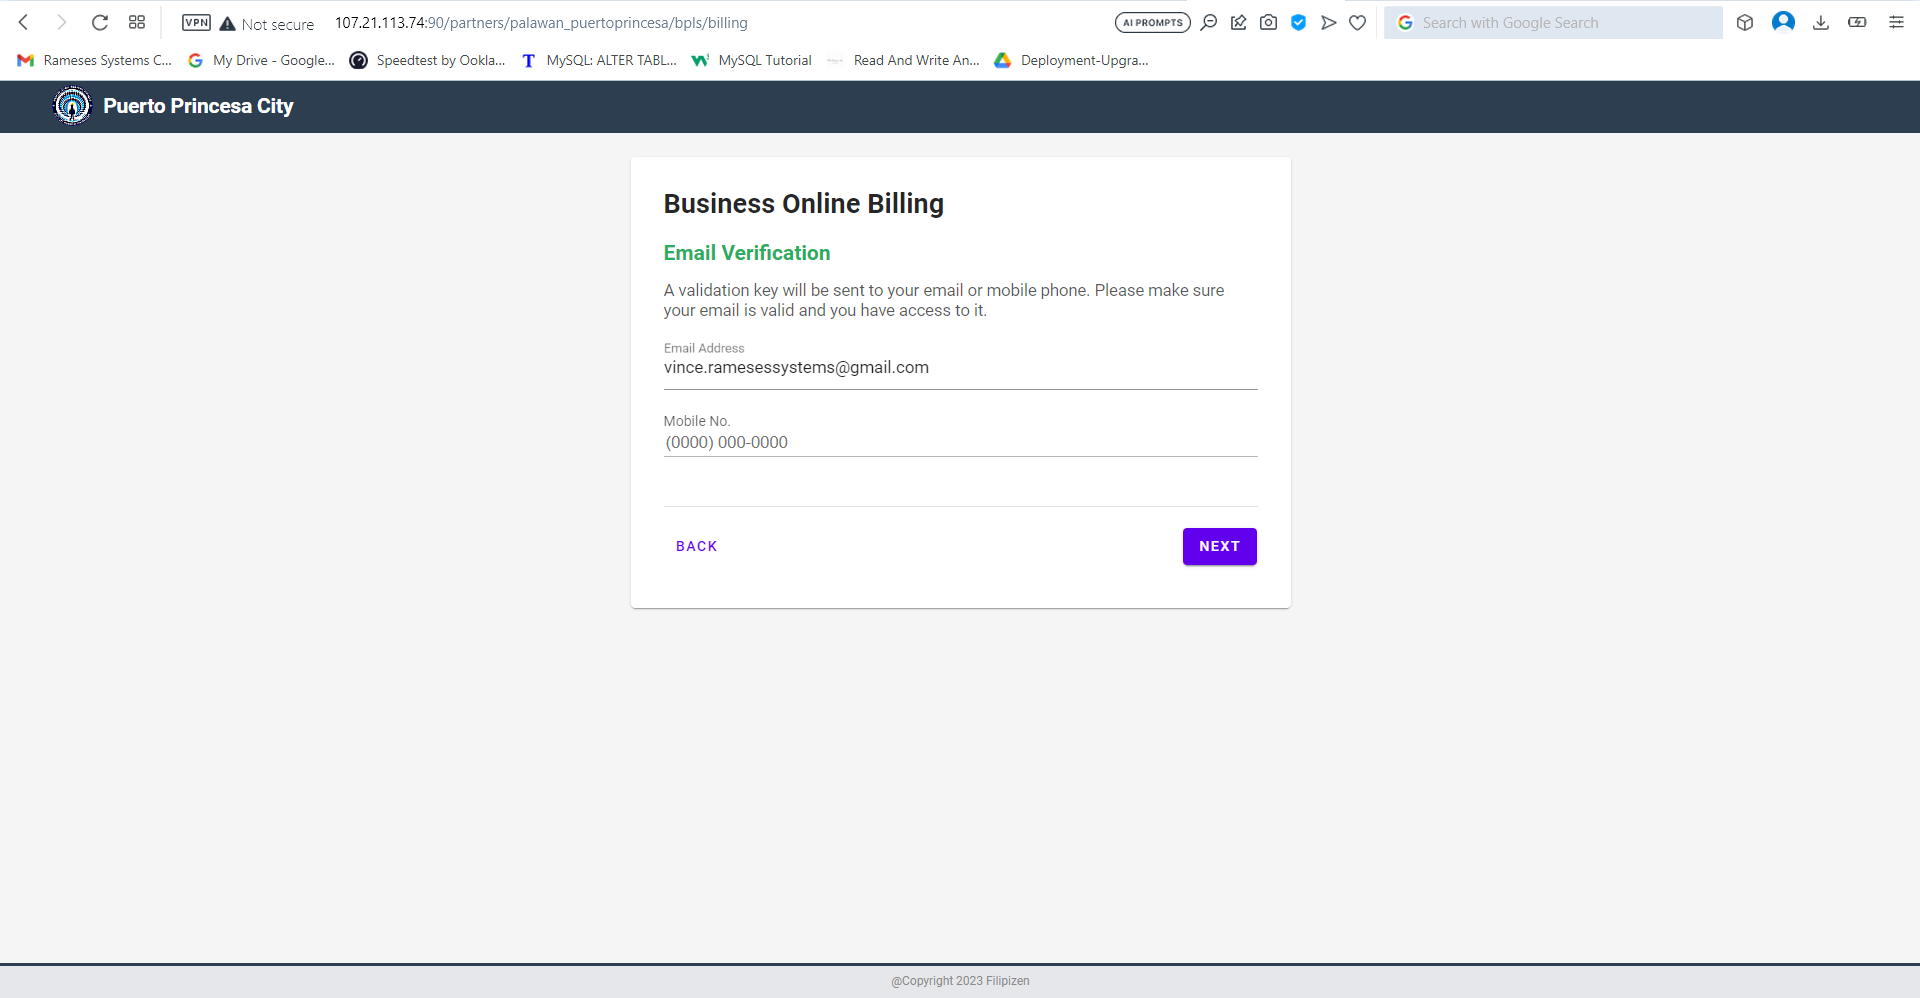 VPN Not secure 107.21.113.74:90/partners/palawan_puertoprincesa/bpls/billing AI PROMPTS Search with Google Search
Rameses Systems C... My Drive - Google... Speedtest by Ookla... MySQL: ALTER TABL... MySQL Tutorial Read And Write An... Deployment-Upgra...
Puerto Princesa City
Business Online Billing
Email Verification
A validation key will be sent to your email or mobile phone. Please make sure
your email is valid and you have access to it.
Email Address
vince.ramesessystems@gmail.com
Mobile No.
(0000) 000-0000
BACK NEXT
@Copyright 2023 Filipizen